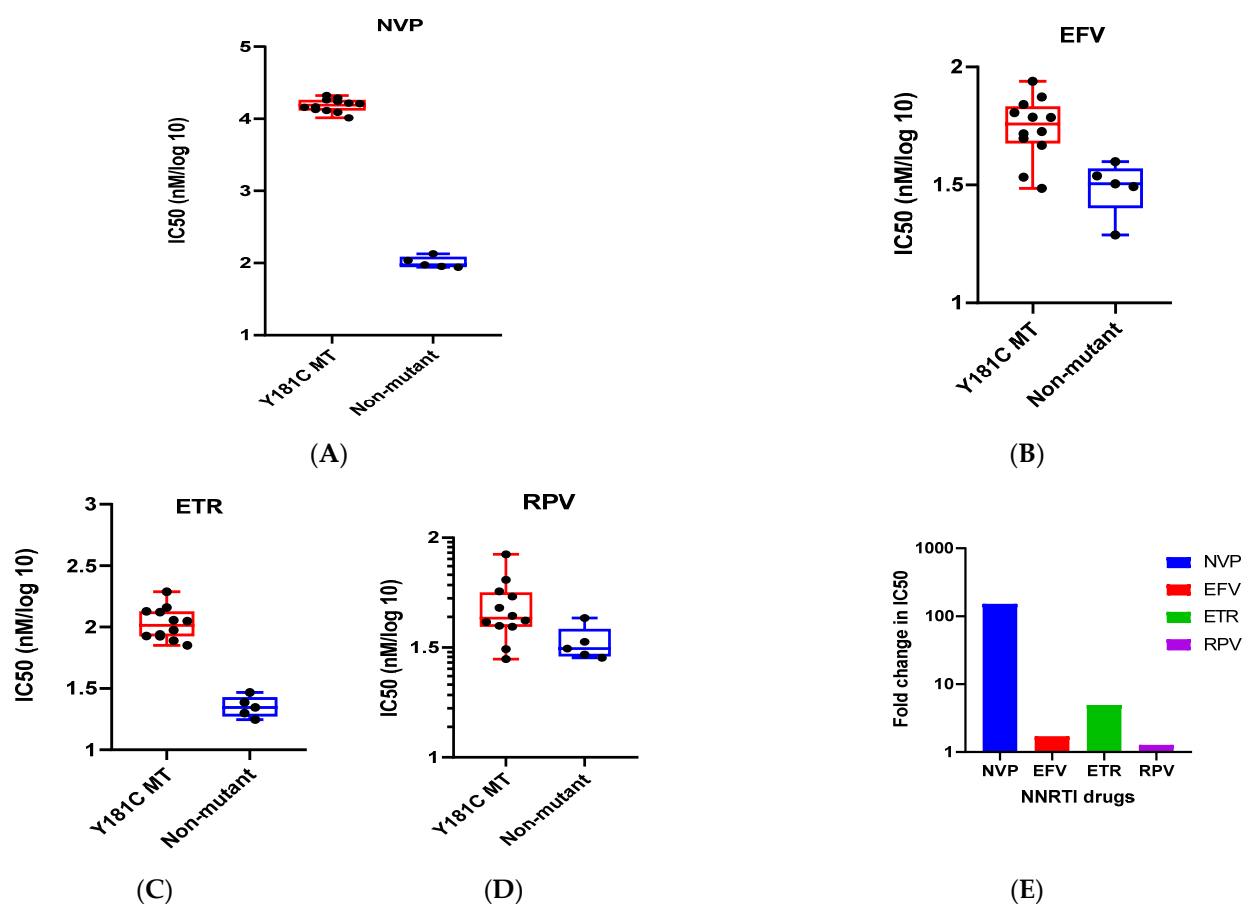 NVP
IC50 (nM/log 10)
5
4
3
2
1
Y181C MT
Non-mutant
(A)
EFV
IC50 (nM/log 10)
2
1.5
1
Y181C MT
Non-mutant
(B)
ETR
IC50 (nM/log 10)
3
2.5
2
1.5
1
Y181C MT
Non-mutant
(C)
RPV
IC50 (nM/log 10)
2
1.5
1
Y181C MT
Non-mutant
(D)
Fold change in IC50
1000
100
10
1
NVP EFV ETR RPV
NNRTI drugs
NVP
EFV
ETR
RPV
(E)